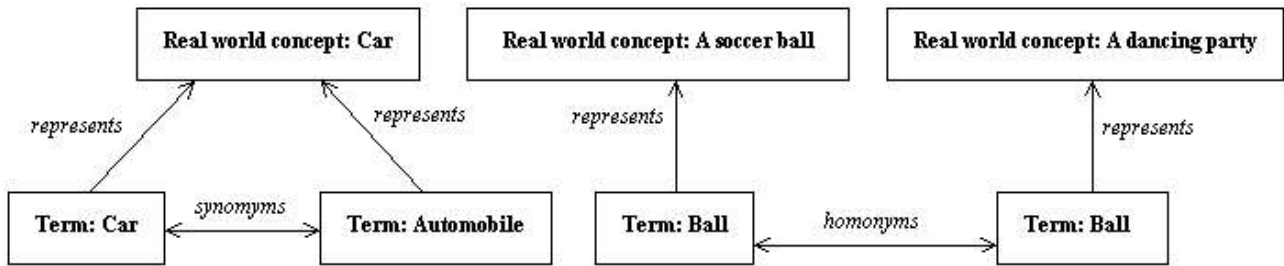 Real world concept: Car
Real world concept: A soccer ball
Real world concept: A dancing party
represents
represents
represents
represents
Term: Car
synomyms
Term: Automobile
Term: Ball
homonyms
Term: Ball